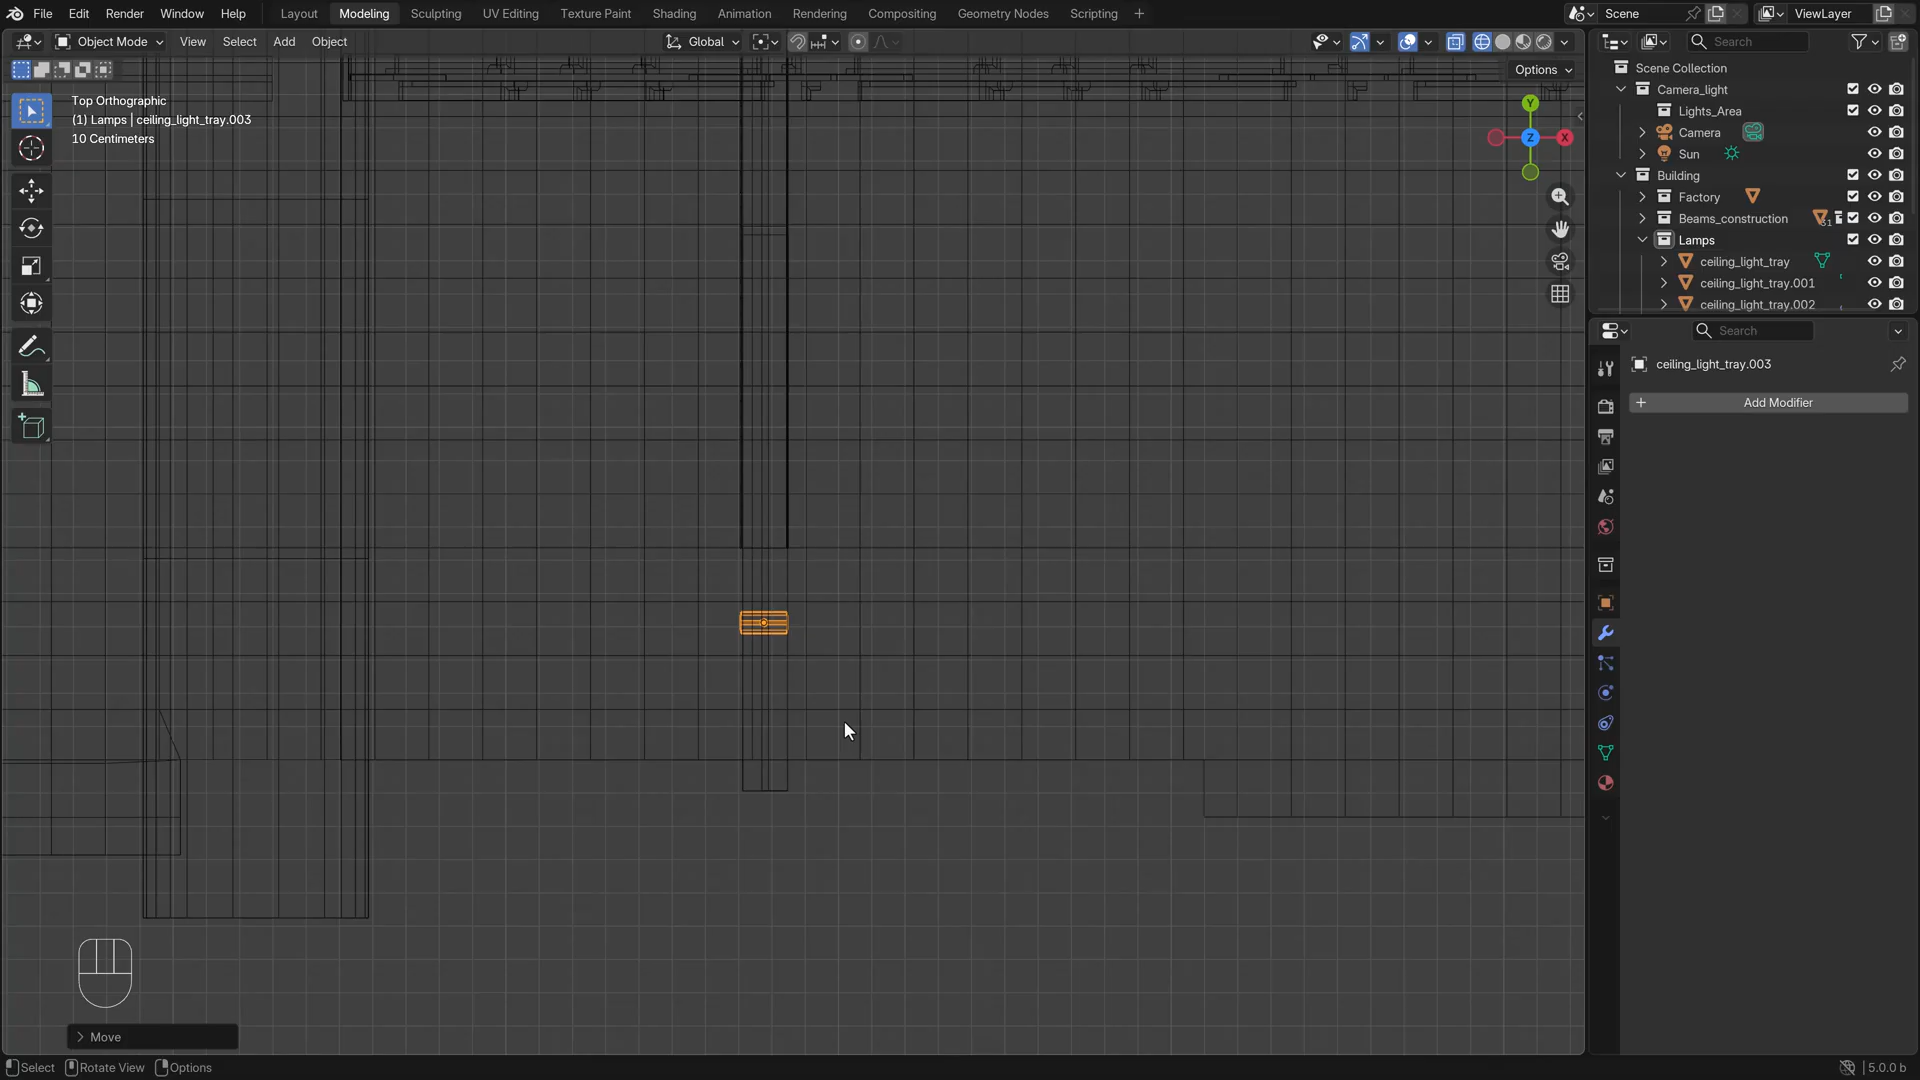 File Edit Render Window Help Layout Modeling Sculpting UV Editing Texture Paint Shading Animation Rendering Compositing Geometry Nodes Scripting + Scene ViewLayer
Object Mode View Select Add Object Global Search
Options
Top Orthographic
(1) Lamps | ceiling_light_tray.003
10 Centimeters
Y
Z
X
Scene Collection
Camera_light
Lights_Area
Camera
Sun
Building
Factory
Beams_construction
Lamps
ceiling_light_tray
ceiling_light_tray.001
ceiling_light_tray.002
Search
ceiling_light_tray.003
+ Add Modifier
Move
Select Rotate View Options 5.0.0 b